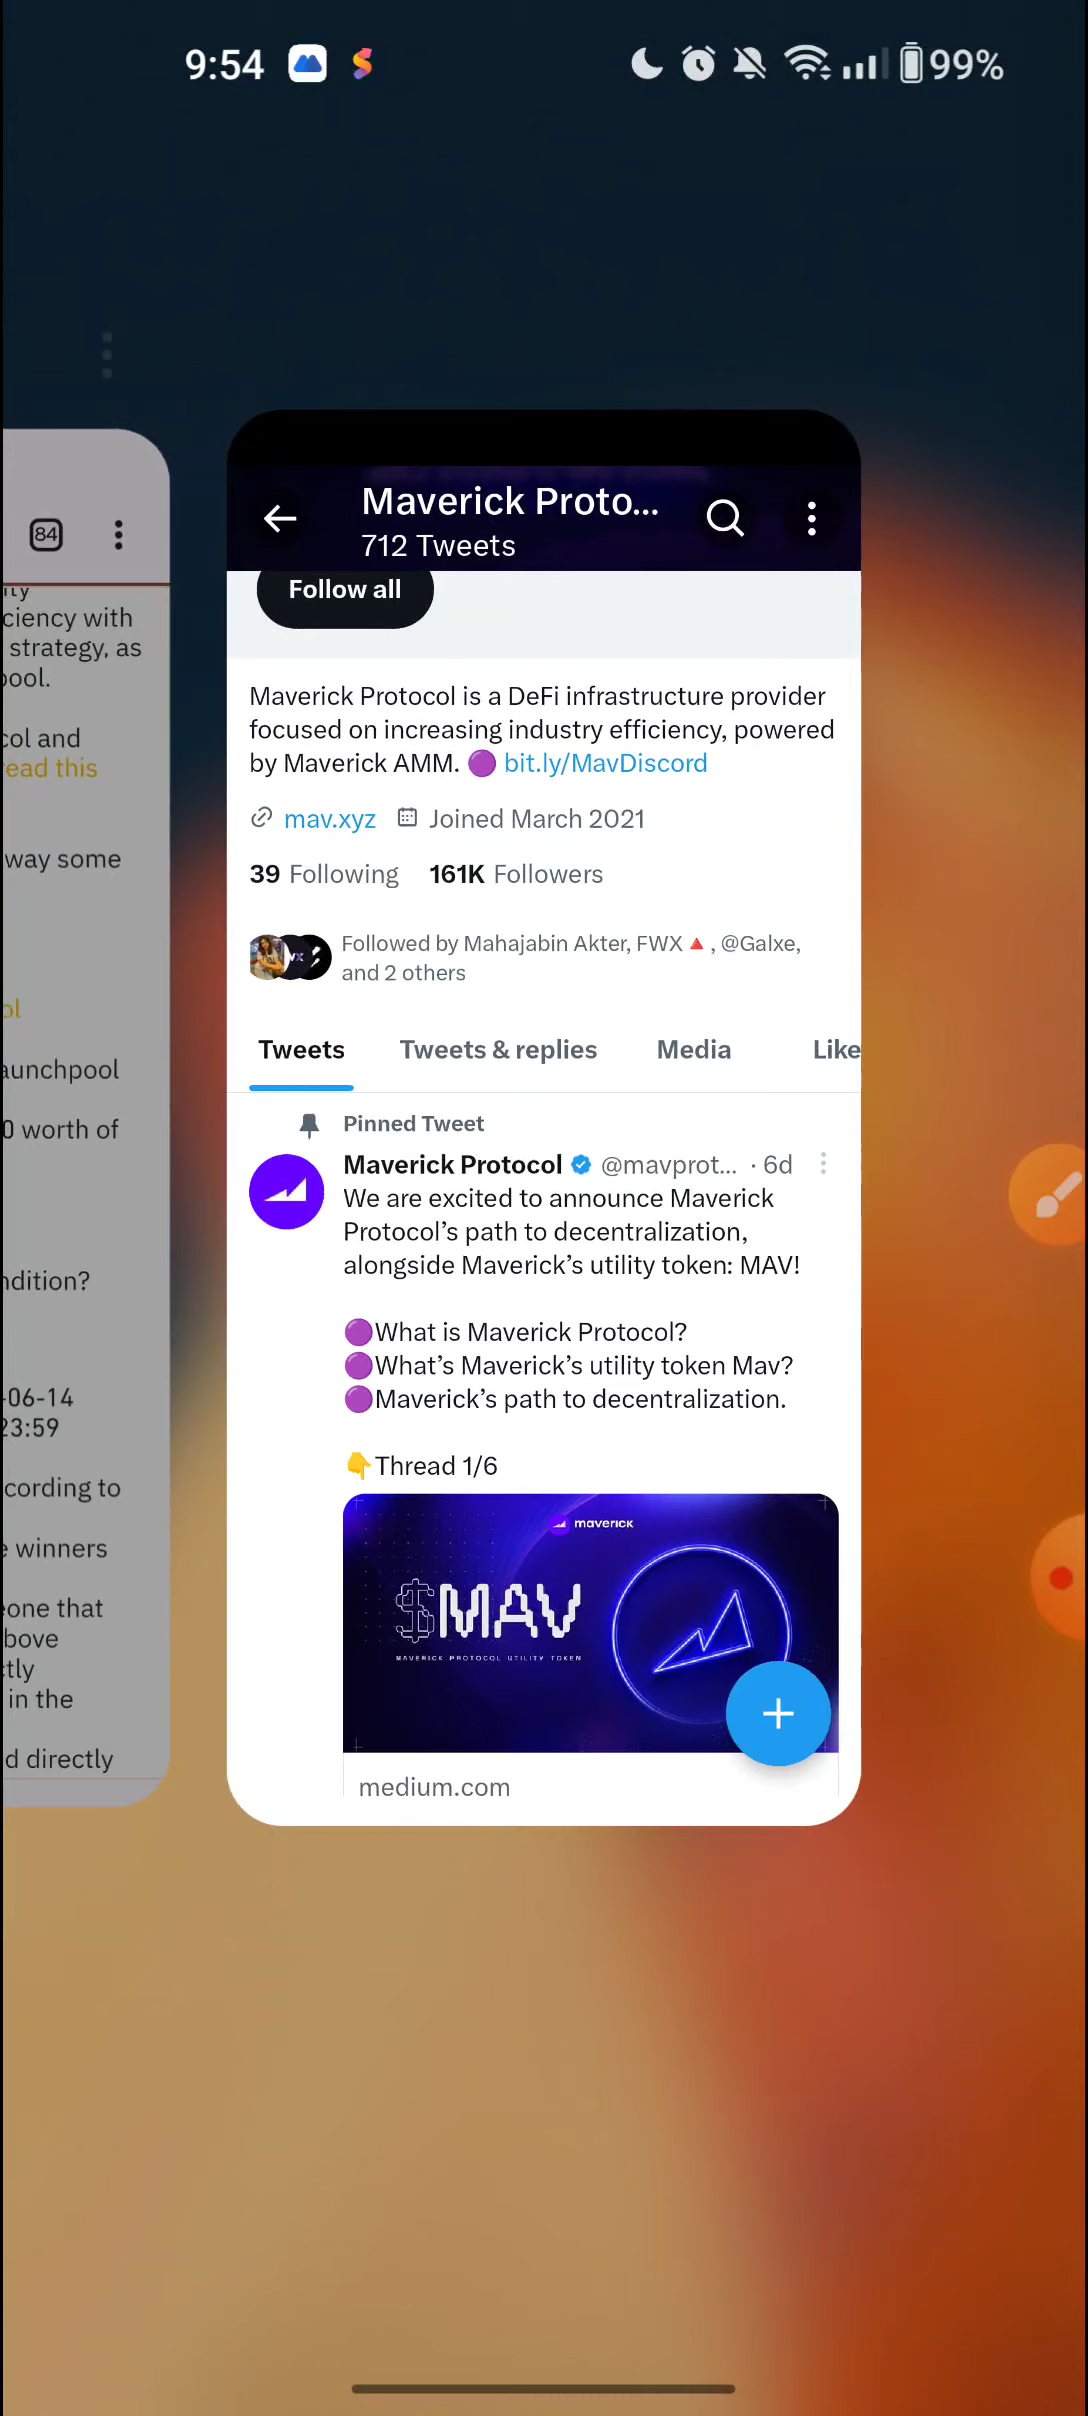 9:54
99%
84
ciency with
strategy, as
ool.
col and
ead this
way some
ol
aunchpool
0 worth of
ndition?
-06-14
23:59
cording to
e winners
one that
bove
ctly
in the
d directly
Maverick Proto...
712 Tweets
Follow all
Maverick Protocol is a DeFi infrastructure provider
focused on increasing industry efficiency, powered
by Maverick AMM. 🟣 bit.ly/MavDiscord
mav.xyz Joined March 2021
39 Following 161K Followers
Followed by Mahajabin Akter, FWX🔺, @Galxe,
and 2 others
Tweets Tweets & replies Media Like
Pinned Tweet
Maverick Protocol @mavprot... · 6d
We are excited to announce Maverick
Protocol’s path to decentralization,
alongside Maverick’s utility token: MAV!
🟣What is Maverick Protocol?
🟣What’s Maverick’s utility token Mav?
🟣Maverick’s path to decentralization.
👇Thread 1/6
maverick
$MAV
MAVERICK PROTOCOL UTILITY TOKEN
medium.com